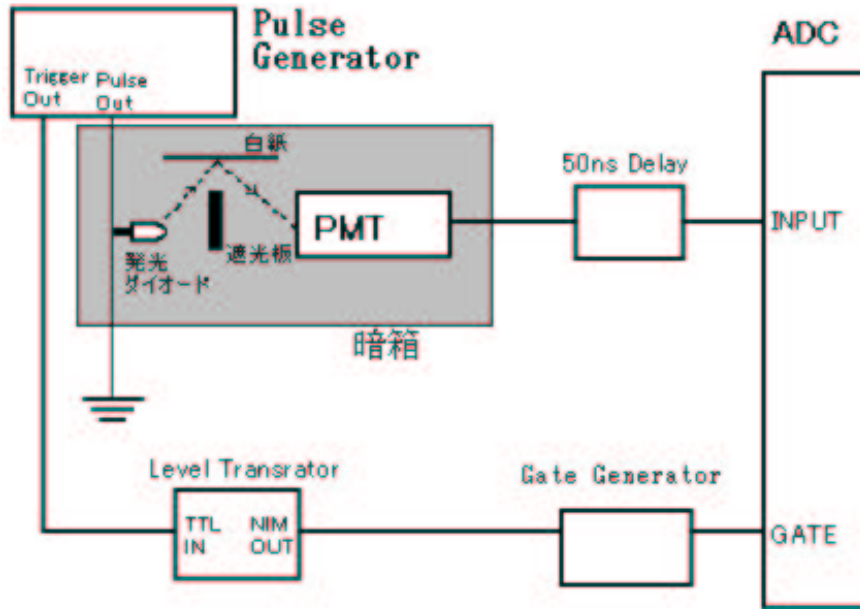 Pulse
Generator
ADC
Trigger
Out
Pulse
Out
白紙
50ns Delay
PMT
INPUT
発光
ダイオード
遮光板
暗箱
Level Transrator
Gate Generator
TTL
IN
NIM
OUT
GATE